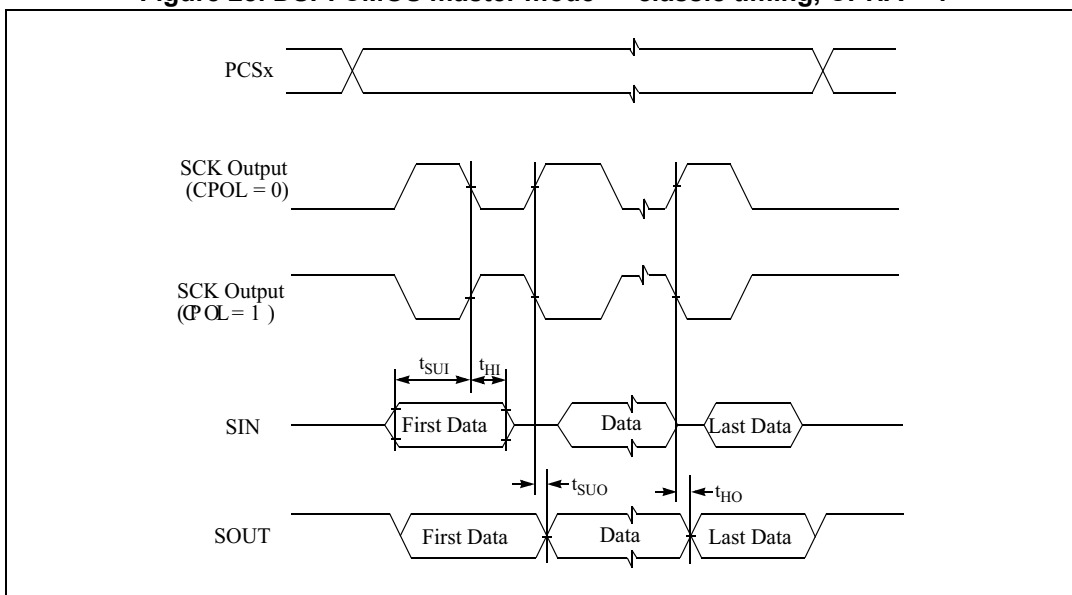 PCSx
SCK Output
(CPOL = 0)
SCK Output
(CPOL = 1 )
tSUI
tHI
SIN
First Data
Data
Last Data
tSUO
tHO
SOUT
First Data
Data
Last Data